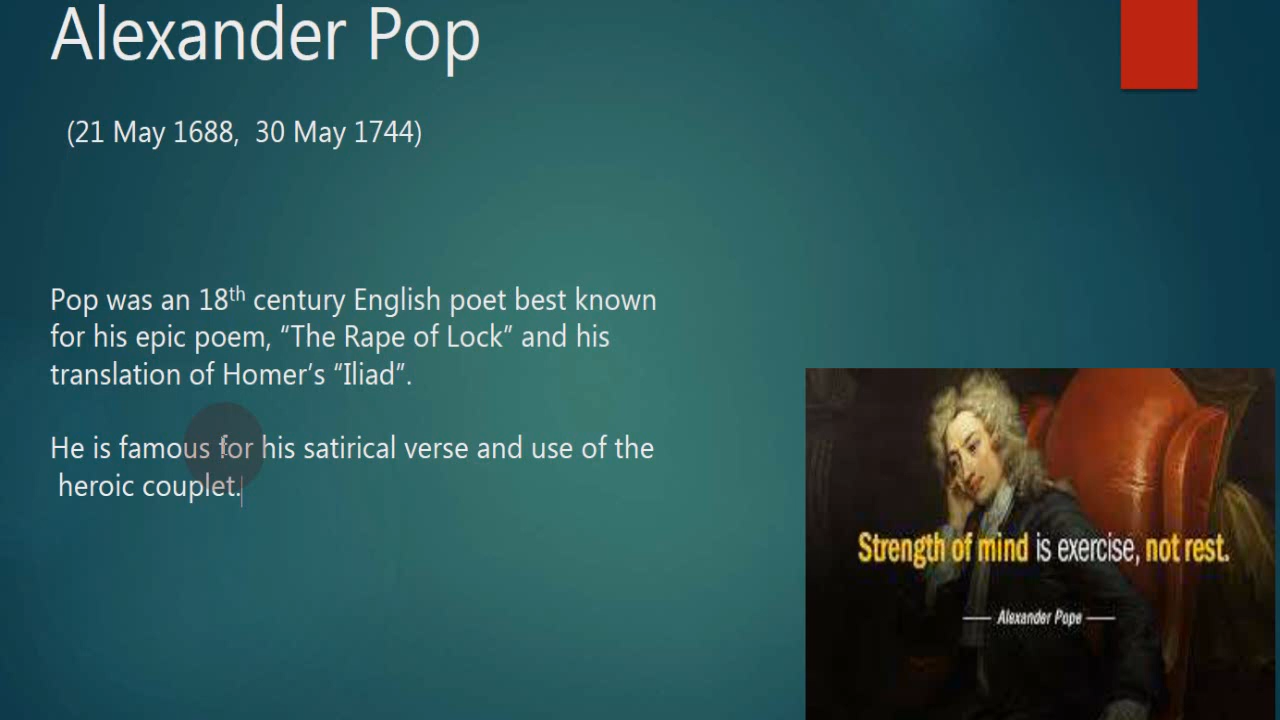 Alexander Pop
(21 May 1688,  30 May 1744)
Pop was an 18th century English poet best known
for his epic poem, “The Rape of Lock” and his
translation of Homer’s “Iliad”.
He is famous for his satirical verse and use of the
heroic couplet.
Strength of mind is exercise, not rest.
Alexander Pope